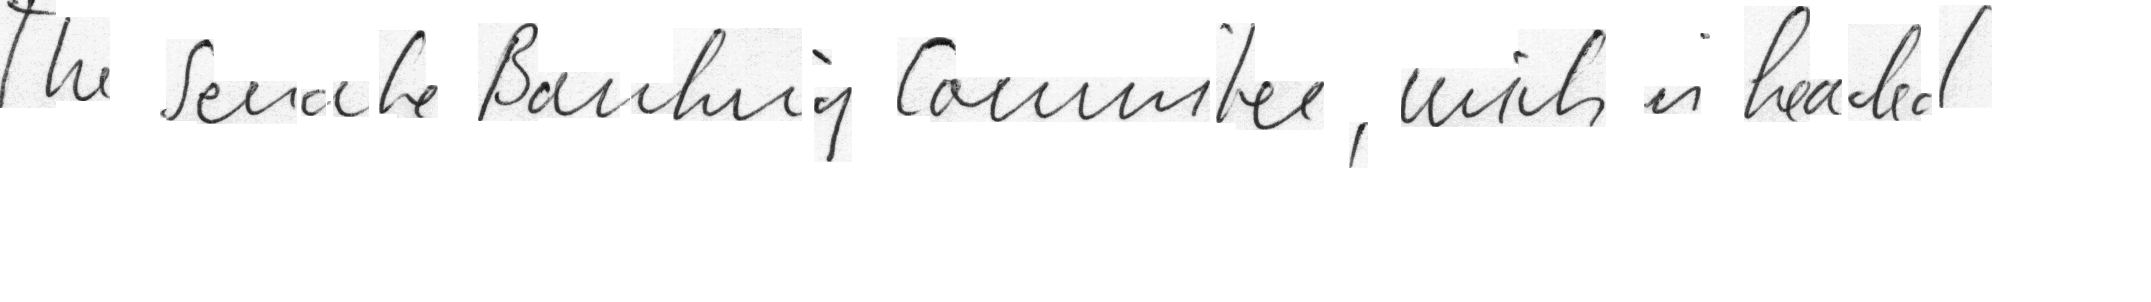 The Senate Banking Committee, which is headed